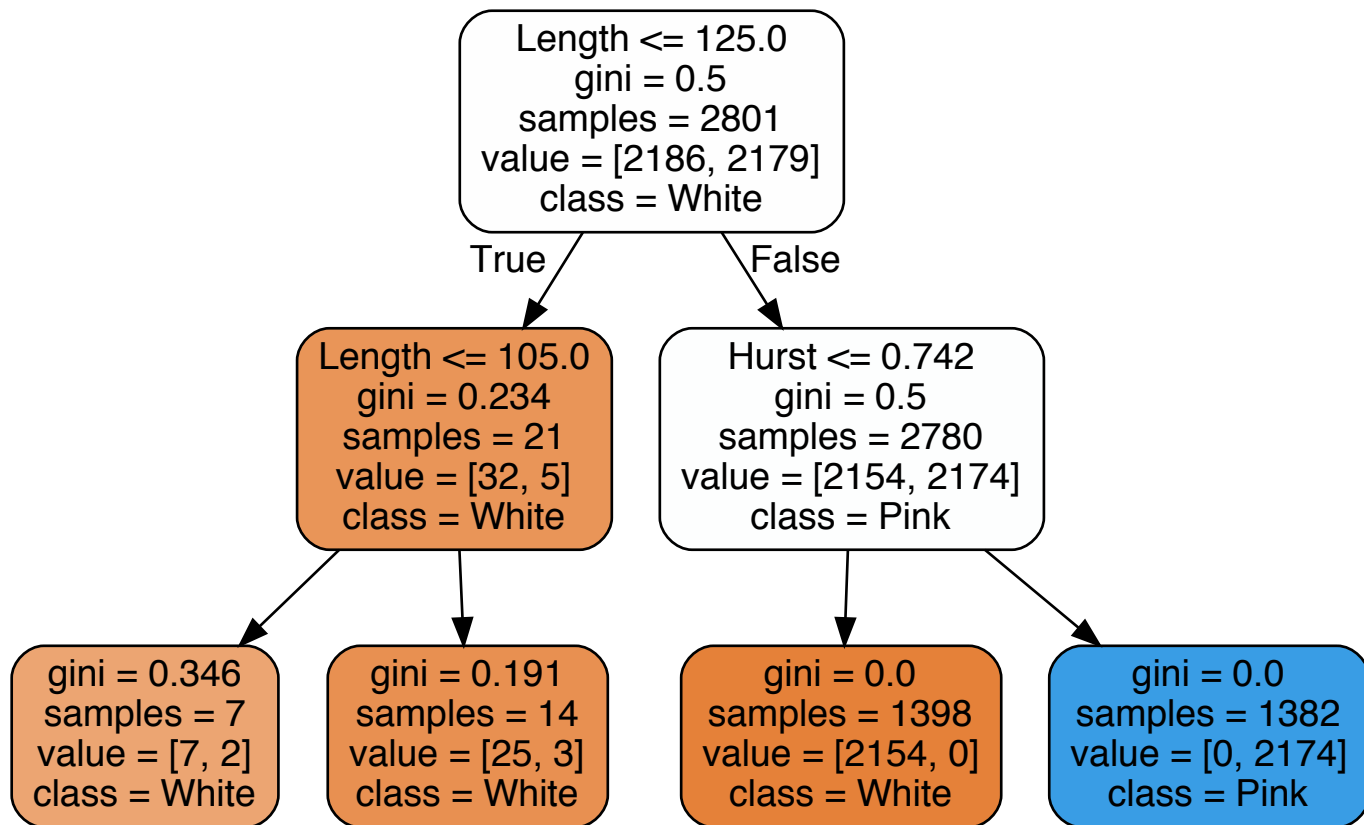 Length <= 125.0
gini = 0.5
samples = 2801
value = [2186, 2179]
class = White
True
False
Length <= 105.0
gini = 0.234
samples = 21
value = [32, 5]
class = White
Hurst <= 0.742
gini = 0.5
samples = 2780
value = [2154, 2174]
class = Pink
gini = 0.346
samples = 7
value = [7, 2]
class = White
gini = 0.191
samples = 14
value = [25, 3]
class = White
gini = 0.0
samples = 1398
value = [2154, 0]
class = White
gini = 0.0
samples = 1382
value = [0, 2174]
class = Pink